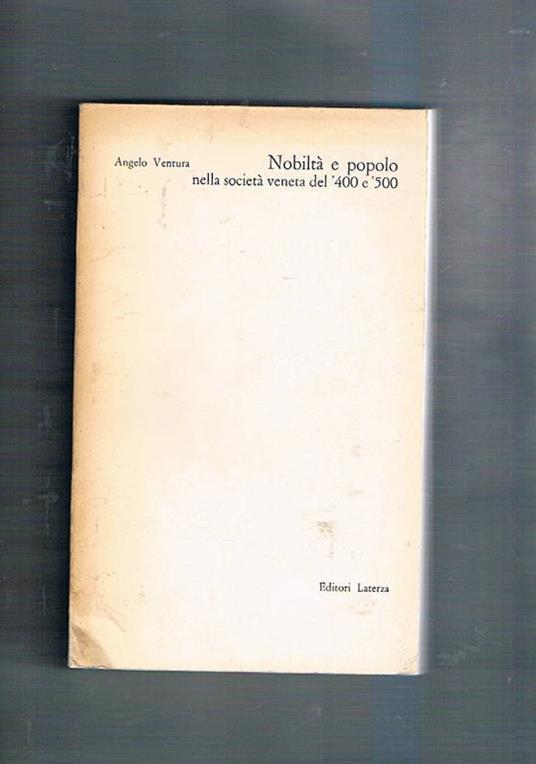 Angelo Ventura Nobiltà e popolo
nella società veneta del '400 e '500
Editori Laterza